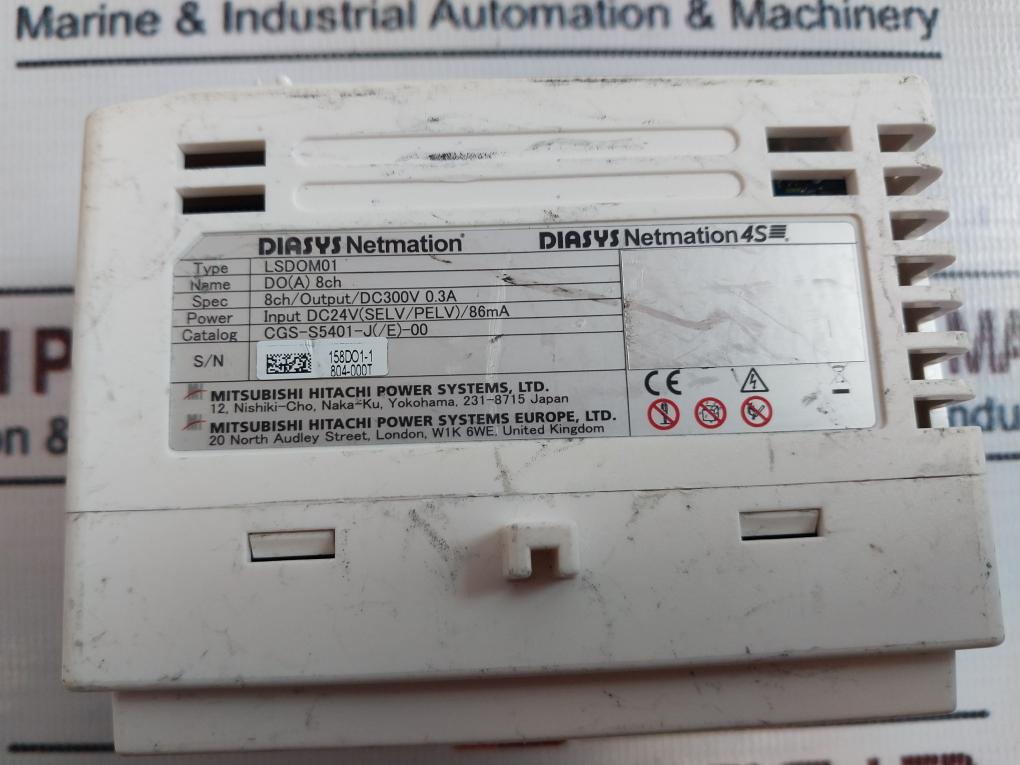 Marine & Industrial Automation & Machinery
DIASYS Netmation
DIASYS Netmation 4S
Type LSDOM01
Name DO(A) 8ch
Spec 8ch/Output/DC300V 0.3A
Power Input DC24V(SELV/PELV)/86mA
Catalog CGS-S5401-J(/E)-00
S/N 158DO1-1
804-000T
MITSUBISHI HITACHI POWER SYSTEMS, LTD.
12, Nishiki-Cho, Naka-Ku, Yokohama, 231-8715 Japan
MITSUBISHI HITACHI POWER SYSTEMS EUROPE, LTD.
20 North Audley Street, London, W1K 6WE, United Kingdom
CE